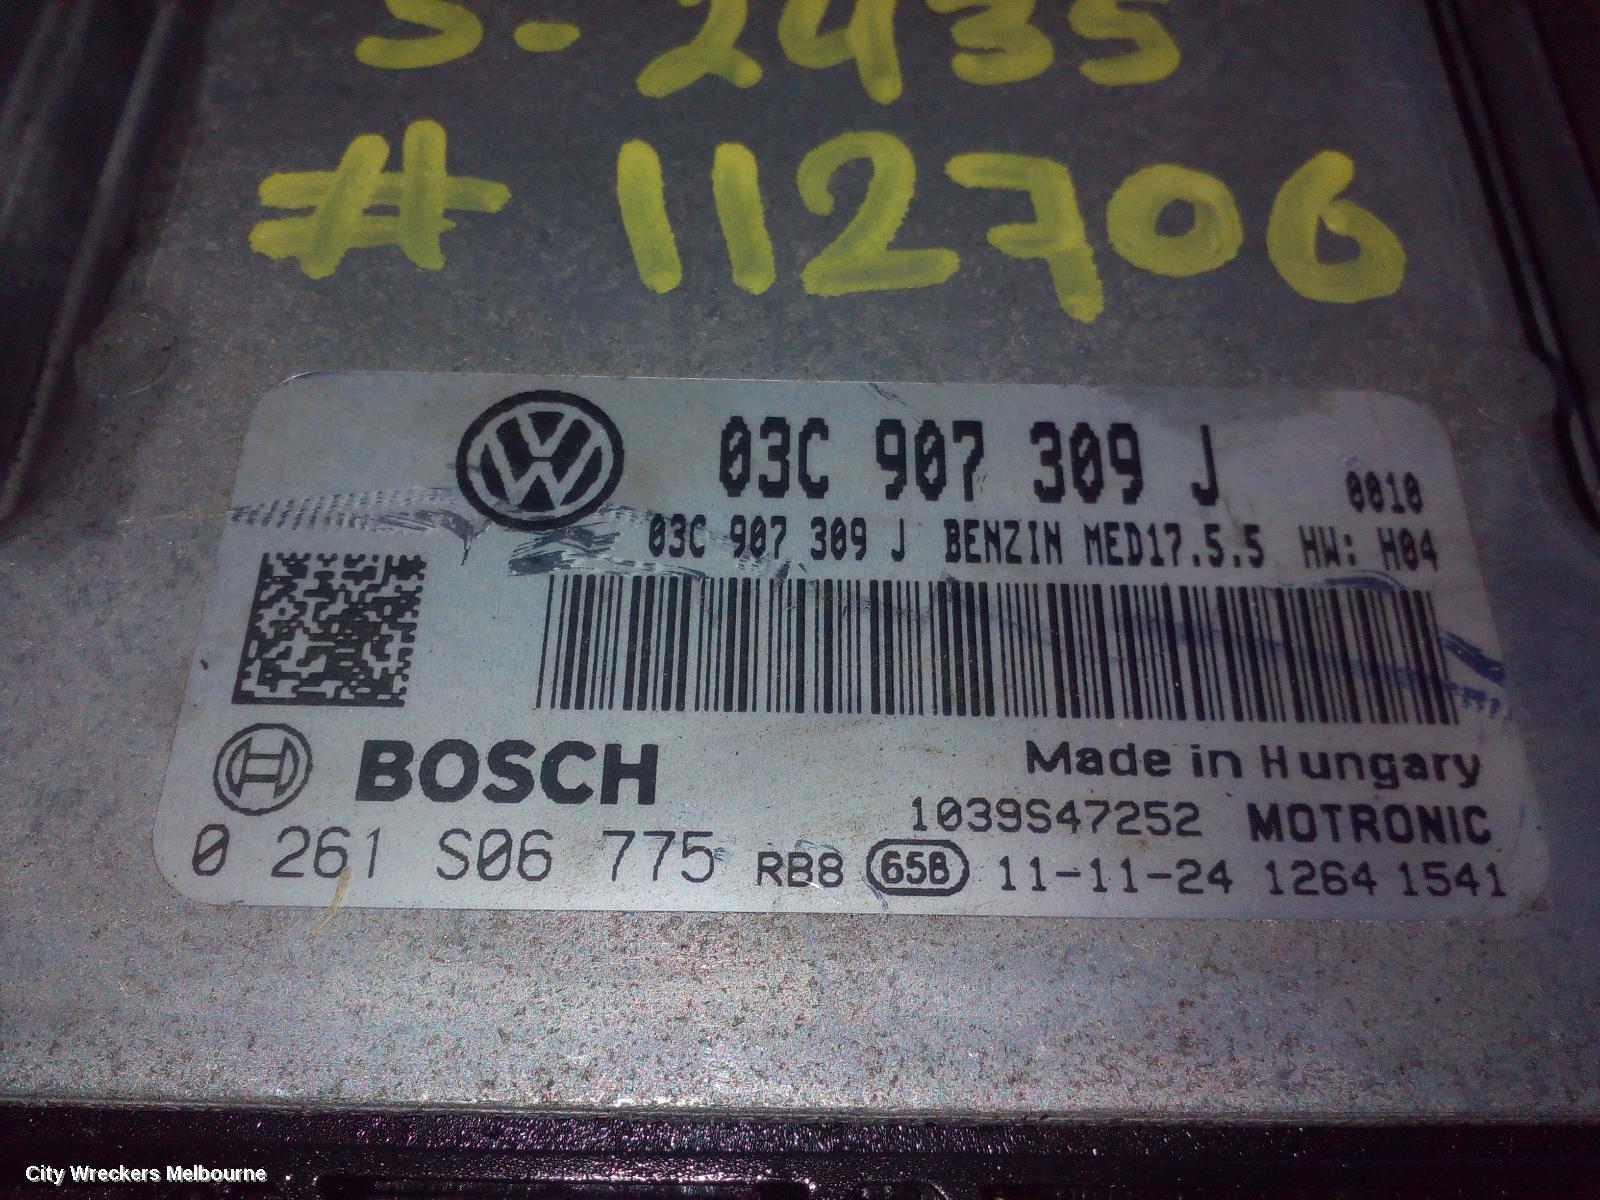 S-2435
#112706
03C 907 309 J 0010
03C 907 309 J BENZIN MED17.5.5 HW: H04
BOSCH
Made in Hungary
1039S47252 MOTRONIC
0 261 S06 775 RB8 658 11-11-24 1264 1541
City Wreckers Melbourne